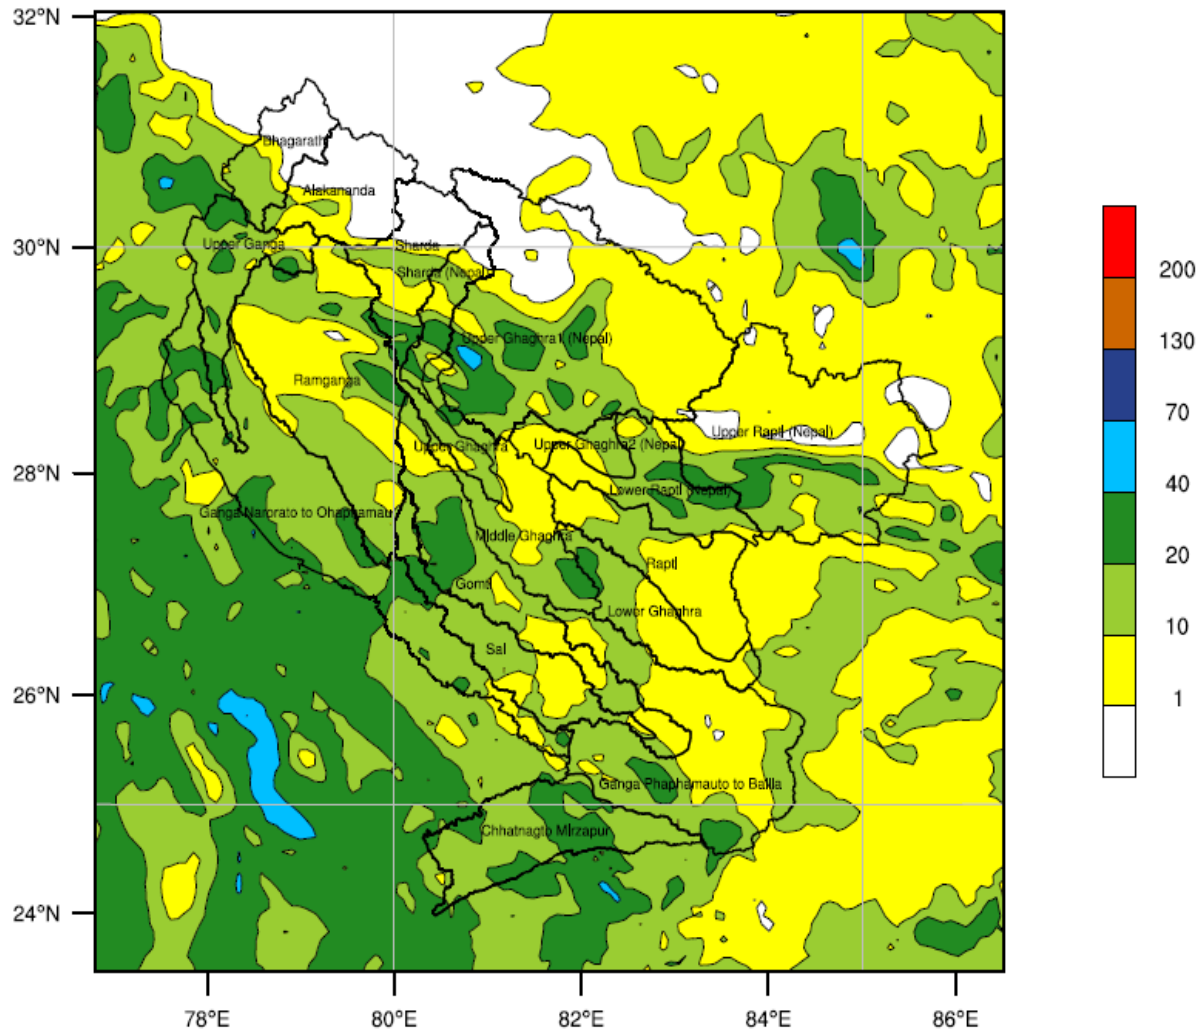 32°N
Bhagarath
Alakananda
30°N
Upper Ganga
Sharda
Sharda (Nepal)
200
Upper Ghaghra1 (Nepal)
130
Ramganga
70
Upper Rapti (Nepal)
Upper Ghaghra
Upper Ghaghra2 (Nepal)
28°N
Lower Rapti (Nepal)
40
Middle Ghaghra
20
Rapti
Gomti
Lower Ghaghra
10
Sai
26°N
1
Ganga Phaphamauto to Ballia
Chhatnagto Mirzapur
24°N
78°E
80°E
82°E
84°E
86°E